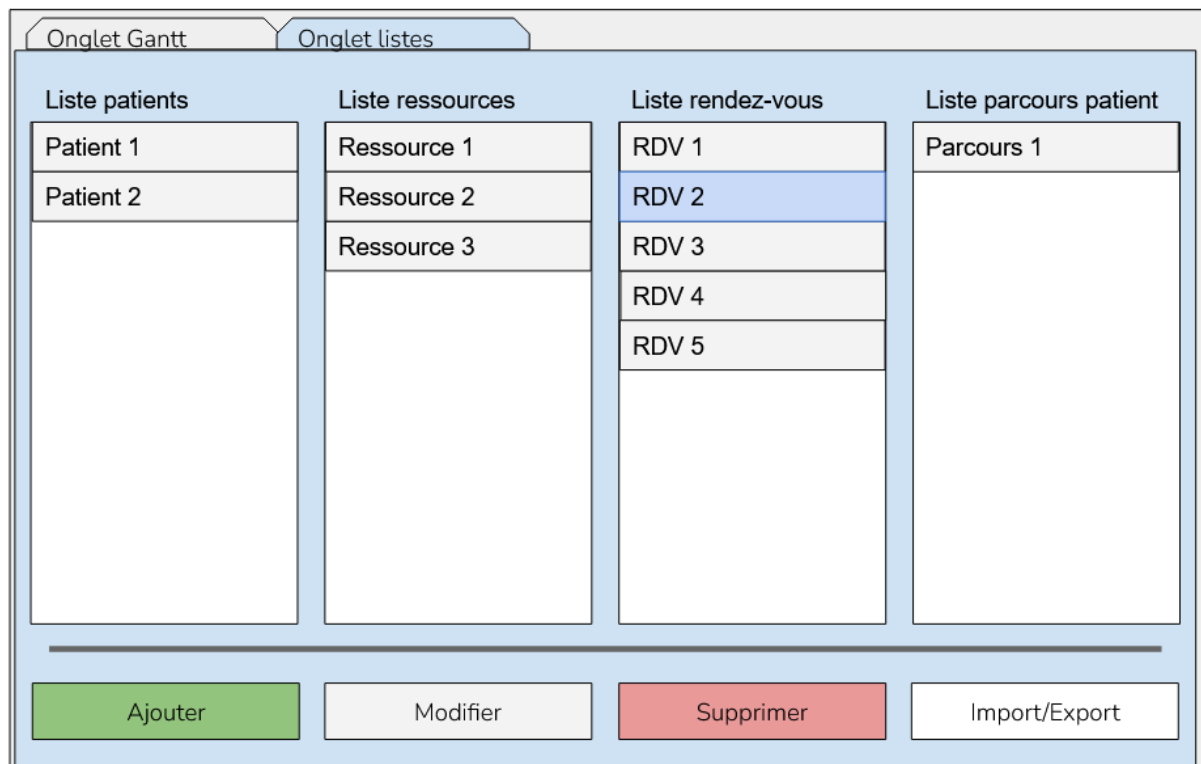 Onglet Gantt
Onglet listes
Liste patients
Patient 1
Patient 2
Liste ressources
Ressource 1
Ressource 2
Ressource 3
Liste rendez-vous
RDV 1
RDV 2
RDV 3
RDV 4
RDV 5
Liste parcours patient
Parcours 1
Ajouter
Modifier
Supprimer
Import/Export